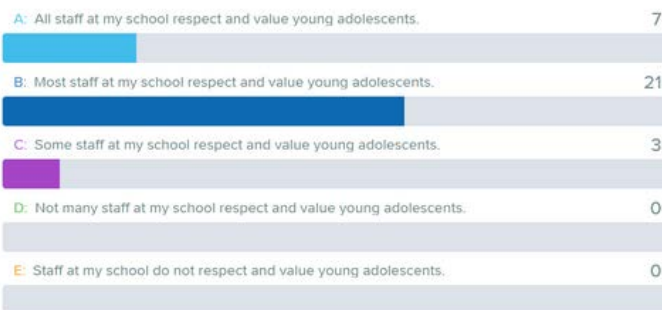 A: All staff at my school respect and value young adolescents. 7
B: Most staff at my school respect and value young adolescents. 21
C: Some staff at my school respect and value young adolescents. 3
D: Not many staff at my school respect and value young adolescents. 0
E: Staff at my school do not respect and value young adolescents. 0